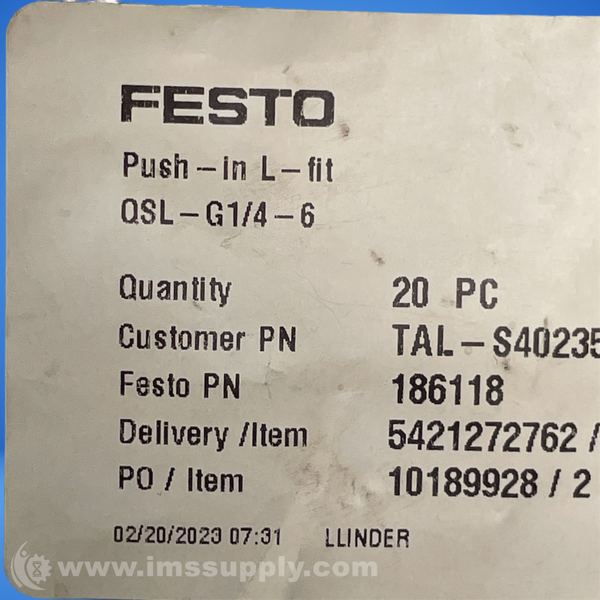 FESTO
Push-in L-fit
QSL-G1/4-6
Quantity 20 PC
Customer PN TAL-S40235
Festo PN 186118
Delivery /Item 5421272762 /
PO / Item 10189928 / 2
02/20/2023 07:31 LLINDER
www.imssupply.com